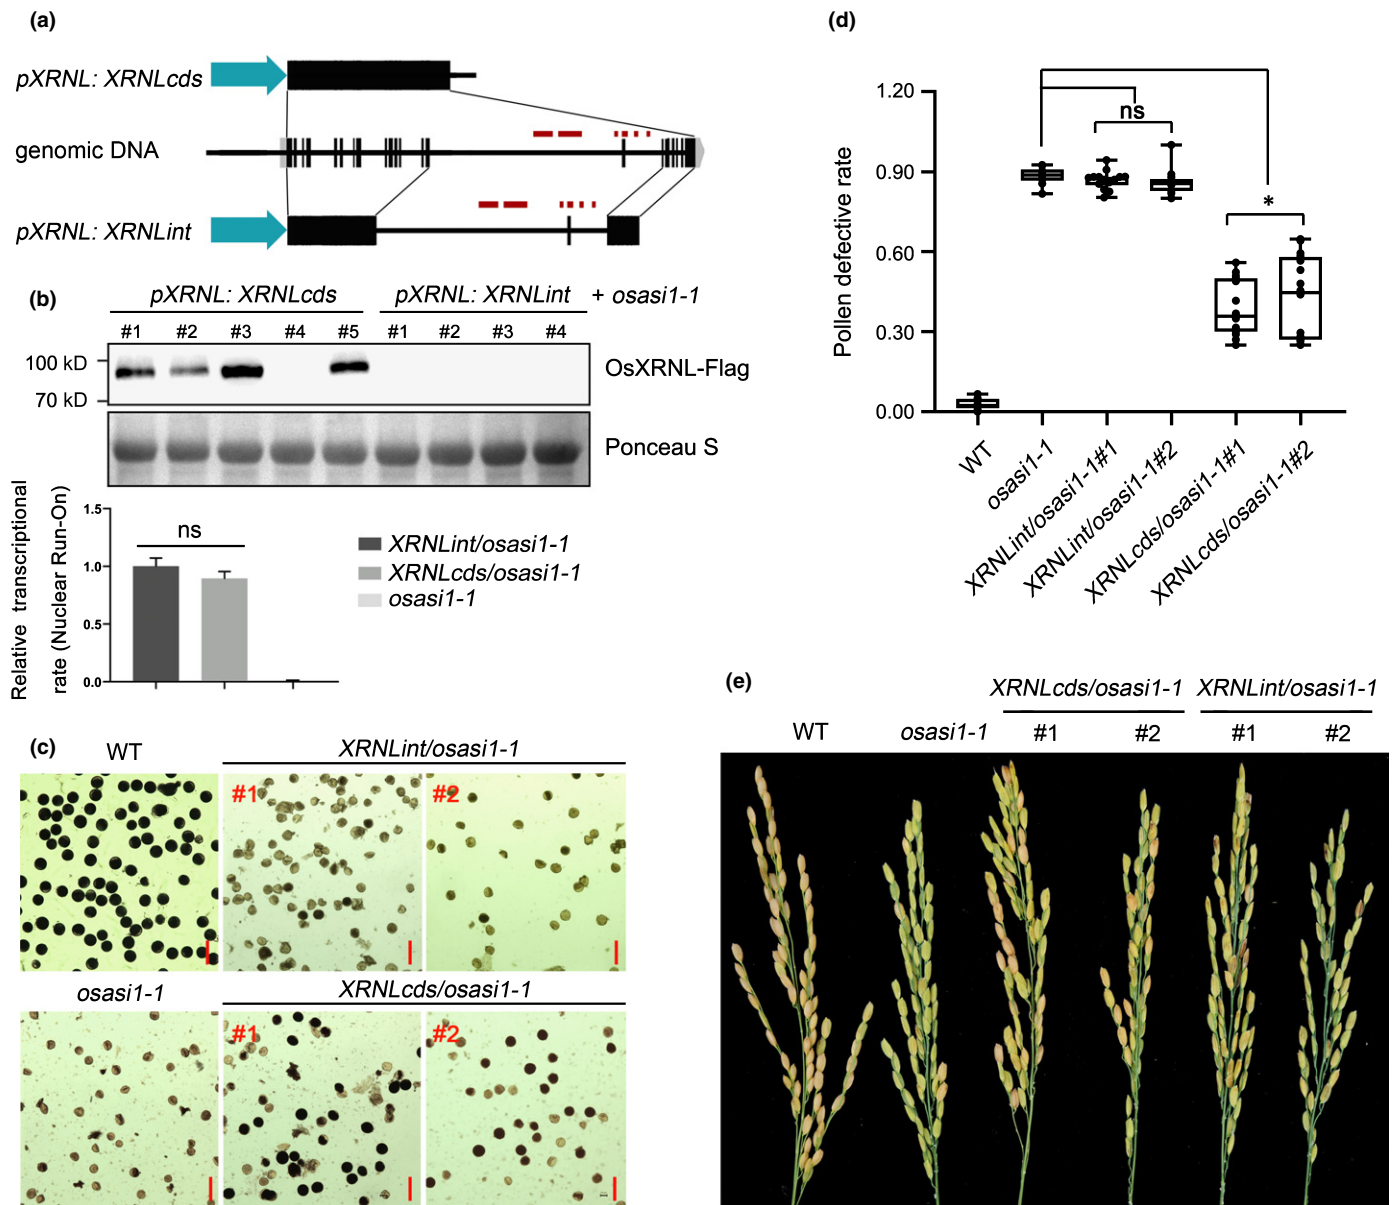 (a)
pXRNL: XRNLcds
genomic DNA
pXRNL: XRNLint
(b)
pXRNL: XRNLcds
pXRNL: XRNLint
+ osasi1-1
#1 #2 #3 #4 #5 #1 #2 #3 #4
100 kD
70 kD
OsXRNL-Flag
Ponceau S
Relative transcriptional
rate (Nuclear Run-On)
1.5
1.0
0.5
0.0
ns
XRNLint/osasi1-1
XRNLcds/osasi1-1
osasi1-1
(c)
WT
XRNLint/osasi1-1
#1
#2
osasi1-1
XRNLcds/osasi1-1
#1
#2
(d)
Pollen defective rate
1.20
0.90
0.60
0.30
0.00
ns
*
WT
osasi1-1
XRNLint/osasi1-1#1
XRNLint/osasi1-1#2
XRNLcds/osasi1-1#1
XRNLcds/osasi1-1#2
(e)
XRNLcds/osasi1-1 XRNLint/osasi1-1
WT osasi1-1 #1 #2 #1 #2